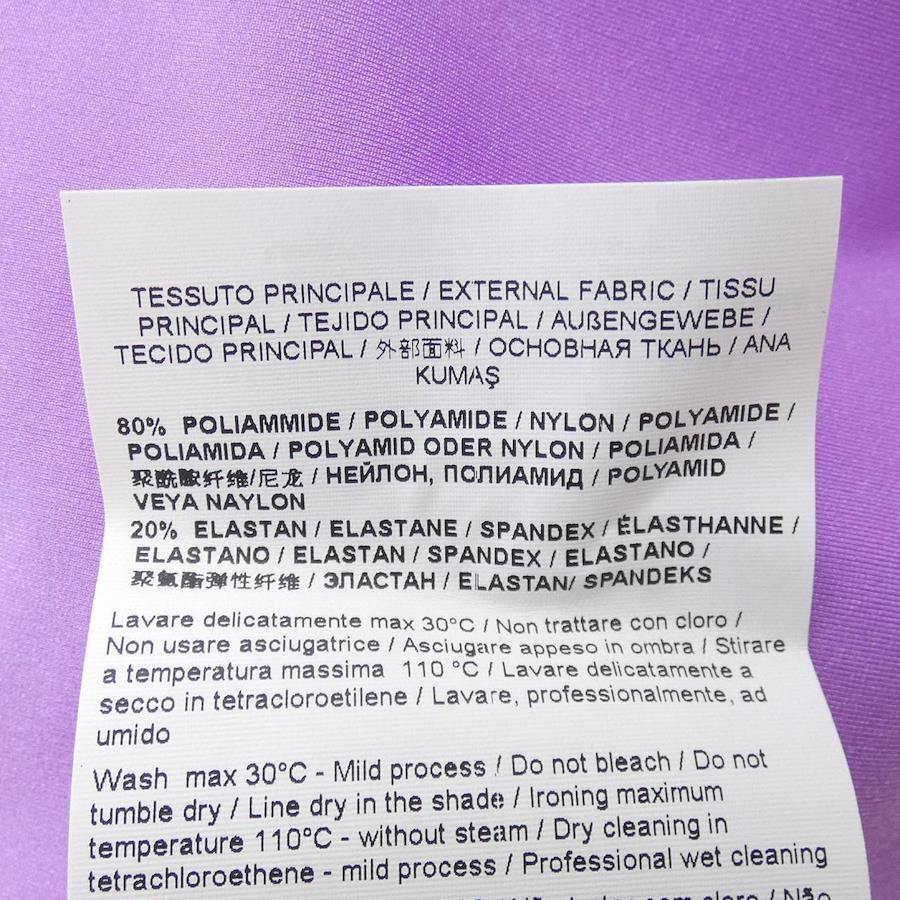 TESSUTO PRINCIPALE / EXTERNAL FABRIC / TISSU
PRINCIPAL / TEJIDO PRINCIPAL / AUßENGEWEBE /
TECIDO PRINCIPAL / 外部面料 / ОСНОВНАЯ ТКАНЬ / ANA
KUMAŞ
80% POLIAMMIDE / POLYAMIDE / NYLON / POLYAMIDE /
POLIAMIDA / POLYAMID ODER NYLON / POLIAMIDA /
聚酰胺纤维/尼龙 / НЕЙЛОН, ПОЛИАМИД / POLYAMID
VEYA NAYLON
20% ELASTAN / ELASTANE / SPANDEX / ÉLASTHANNE /
ELASTANO / ELASTAN / SPANDEX / ELASTANO /
聚氨酯弹性纤维 / ЭЛАСТАН / ELASTAN/ SPANDEKS
Lavare delicatamente max 30°C / Non trattare con cloro /
Non usare asciugatrice / Asciugare appeso in ombra / Stirare
a temperatura massima 110 °C / Lavare delicatamente a
secco in tetracloroetilene / Lavare, professionalmente, ad
umido
Wash max 30°C - Mild process / Do not bleach / Do not
tumble dry / Line dry in the shade / Ironing maximum
temperature 110°C - without steam / Dry cleaning in
tetrachloroethene - mild process / Professional wet cleaning
com cloro / Não